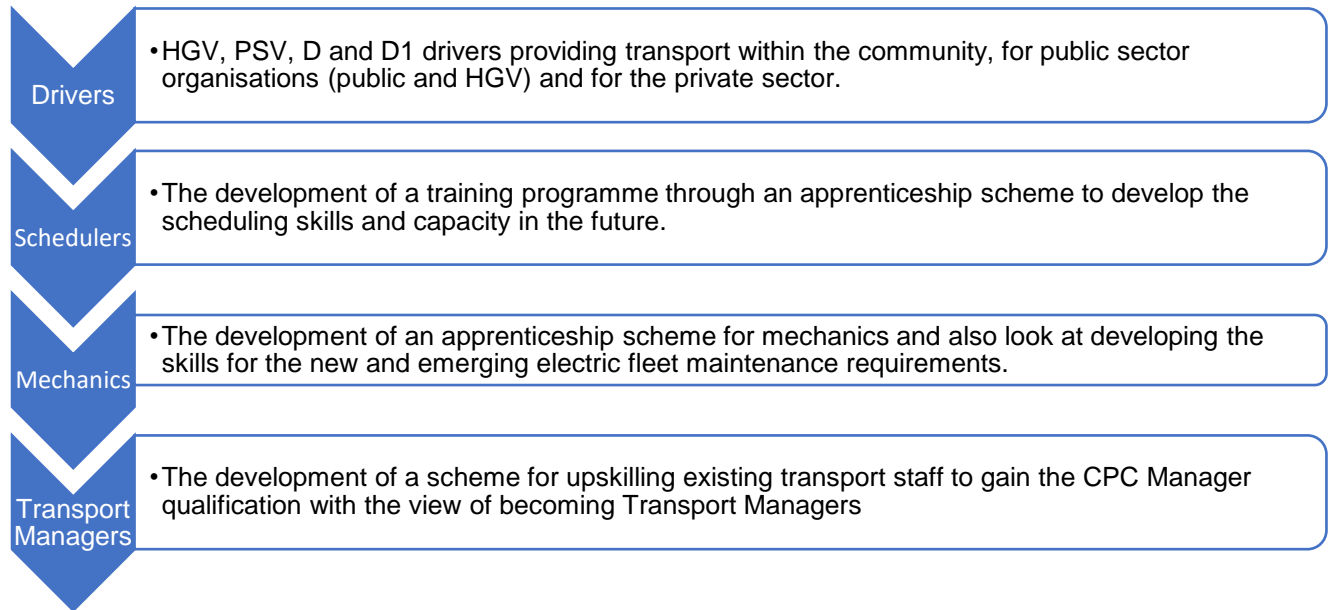 Drivers
•HGV, PSV, D and D1 drivers providing transport within the community, for public sector
organisations (public and HGV) and for the private sector.
Schedulers
•The development of a training programme through an apprenticeship scheme to develop the
scheduling skills and capacity in the future.
Mechanics
•The development of an apprenticeship scheme for mechanics and also look at developing the
skills for the new and emerging electric fleet maintenance requirements.
Transport
Managers
•The development of a scheme for upskilling existing transport staff to gain the CPC Manager
qualification with the view of becoming Transport Managers